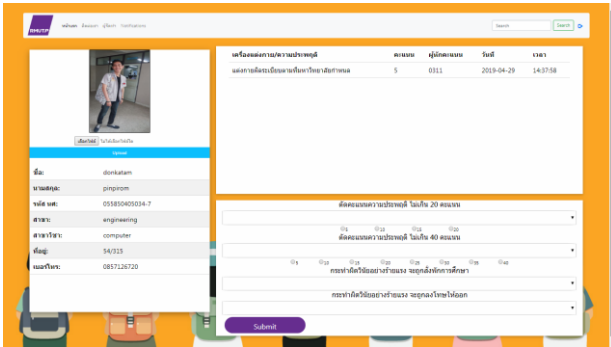 RMUTP
หน้าแรก ข้อมูลเรา ผู้จัดทำ Notifications Search Search
เลือกไฟล์ ไม่ได้เลือกไฟล์ใด
Upload
ชื่อ: donkatam
นามสกุล: pinpirom
รหัส นศ: 055850405034-7
สาขา: engineering
สาขาวิชา: computer
ที่อยู่: 54/315
เบอร์โทร: 0857126720
เครื่องแต่งกาย/ความประพฤติ คะแนน ผู้หักคะแนน วันที่ เวลา
แต่งกายผิดระเบียบตามที่มหาวิทยาลัยกำหนด 5 0311 2019-04-29 14:37:58
ตัดคะแนนความประพฤติ ไม่เกิน 20 คะแนน
5 10 15 20
ตัดคะแนนความประพฤติ ไม่เกิน 40 คะแนน
5 10 15 20 25 30 35 40
กระทำผิดวินัยอย่างร้ายแรง จะถูกสั่งพักการศึกษา
กระทำผิดวินัยอย่างร้ายแรง จะถูกลงโทษให้ออก
Submit